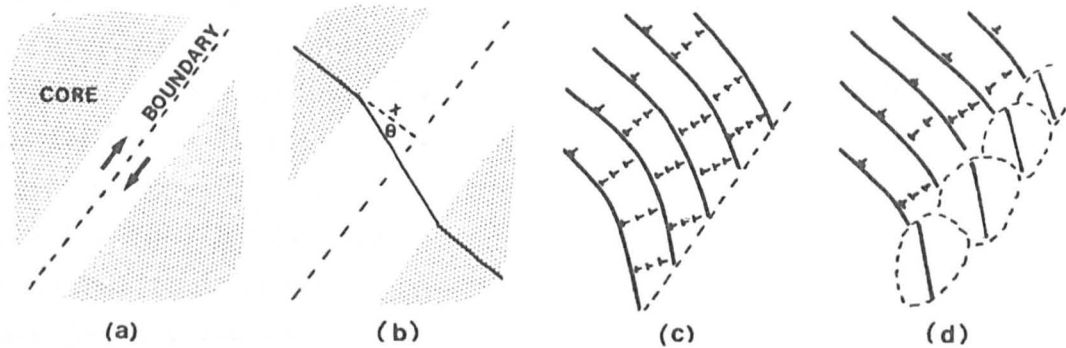 CORE
BOUNDARY
x
θ
(a)
(b)
(c)
(d)